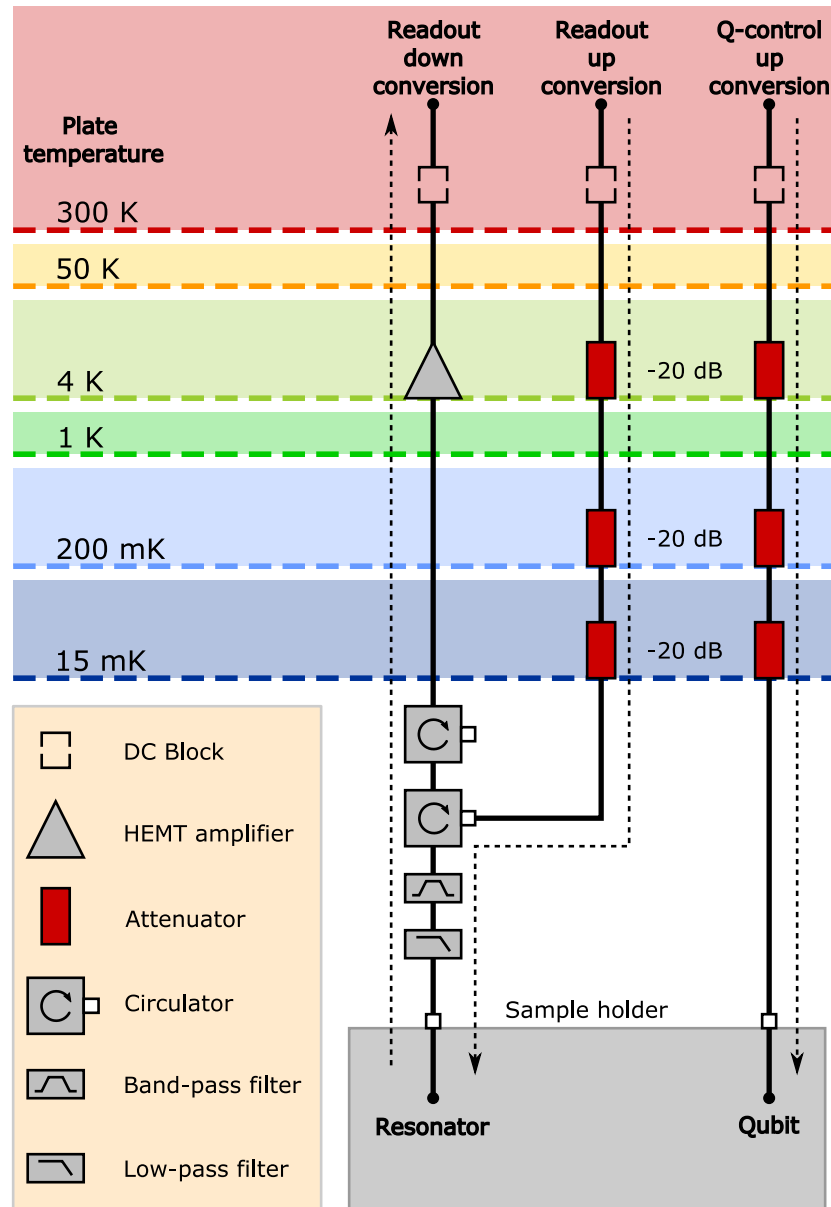 Readout
down
conversion
Readout
up
conversion
Q-control
up
conversion
Plate
temperature
300 K
50 K
4 K
-20 dB
1 K
200 mK
-20 dB
15 mK
-20 dB
DC Block
HEMT amplifier
Attenuator
Circulator
Band-pass filter
Low-pass filter
Sample holder
Resonator
Qubit